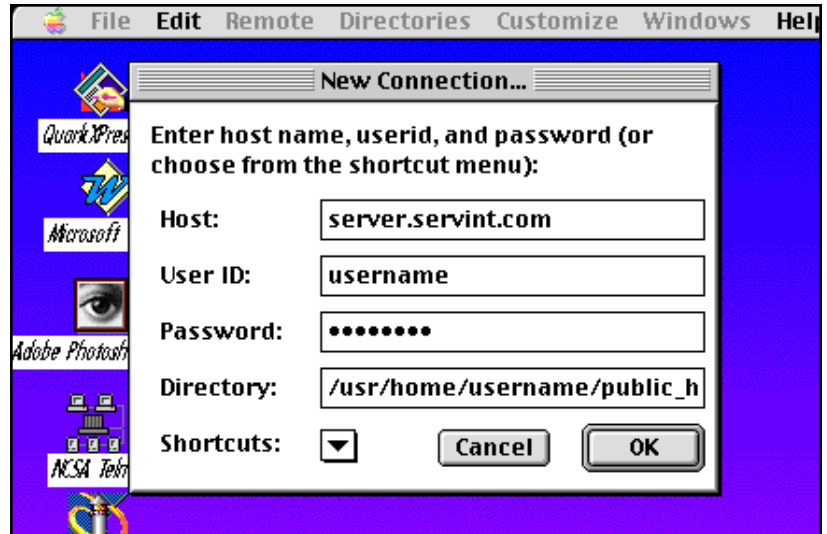 File Edit Remote Directories Customize Windows Help
New Connection...
QuarkXPres
Enter host name, userid, and password (or
choose from the shortcut menu):
Microsoft
Host: server.servint.com
User ID: username
Adobe Photosh
Password: ••••••••
Directory: /usr/home/username/public_h
NCSA Teln
Shortcuts: Cancel OK